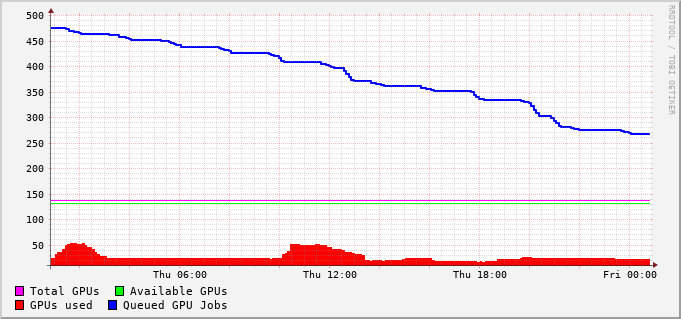 RRDTOOL / TOBI OETIKER
500
450
400
350
300
250
200
150
100
50
Thu 06:00 Thu 12:00 Thu 18:00 Fri 00:00
Total GPUs Available GPUs
GPUs used Queued GPU Jobs